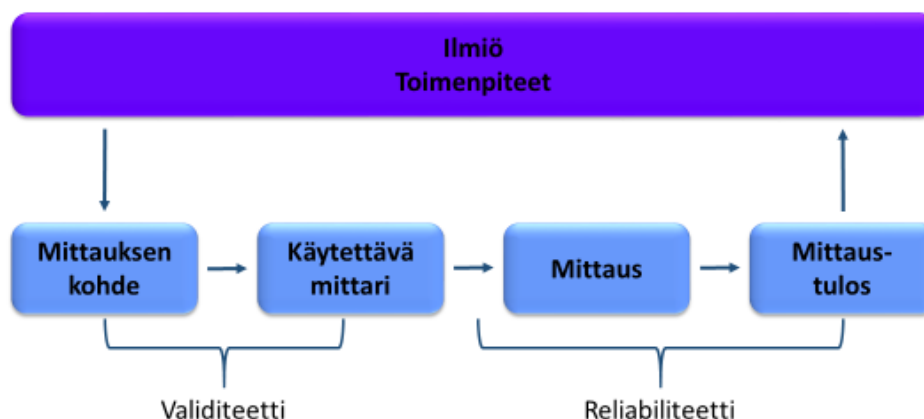 Ilmiö
Toimenpiteet
Mittauksen
kohde
Käytettävä
mittari
Mittaus
Mittaus-
tulos
Validiteetti
Reliabiliteetti